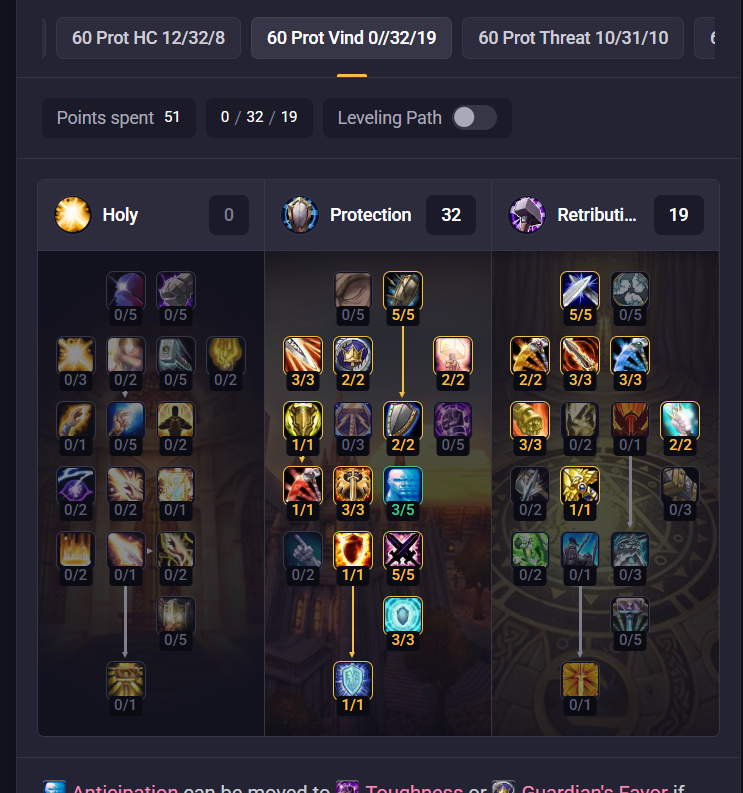 60 Prot HC 12/32/8 60 Prot Vind 0//32/19 60 Prot Threat 10/31/10
Points spent 51 0 / 32 / 19 Leveling Path
Holy 0 Protection 32 Retributi... 19
0/5 0/5 0/5 5/5 5/5 0/5
0/3 0/2 0/5 0/2 3/3 2/2 2/2 2/2 3/3 3/3
0/1 0/5 0/2 1/1 0/3 2/2 0/5 3/3 0/2 0/1 2/2
0/2 0/2 0/1 1/1 3/3 3/5 0/2 1/1 0/3
0/2 0/1 0/2 0/2 1/1 5/5 0/2 0/1 0/3
0/5 3/3 0/5
0/1 1/1 0/1
Anticipation can be moved to Toughness or Guardian's Favor if